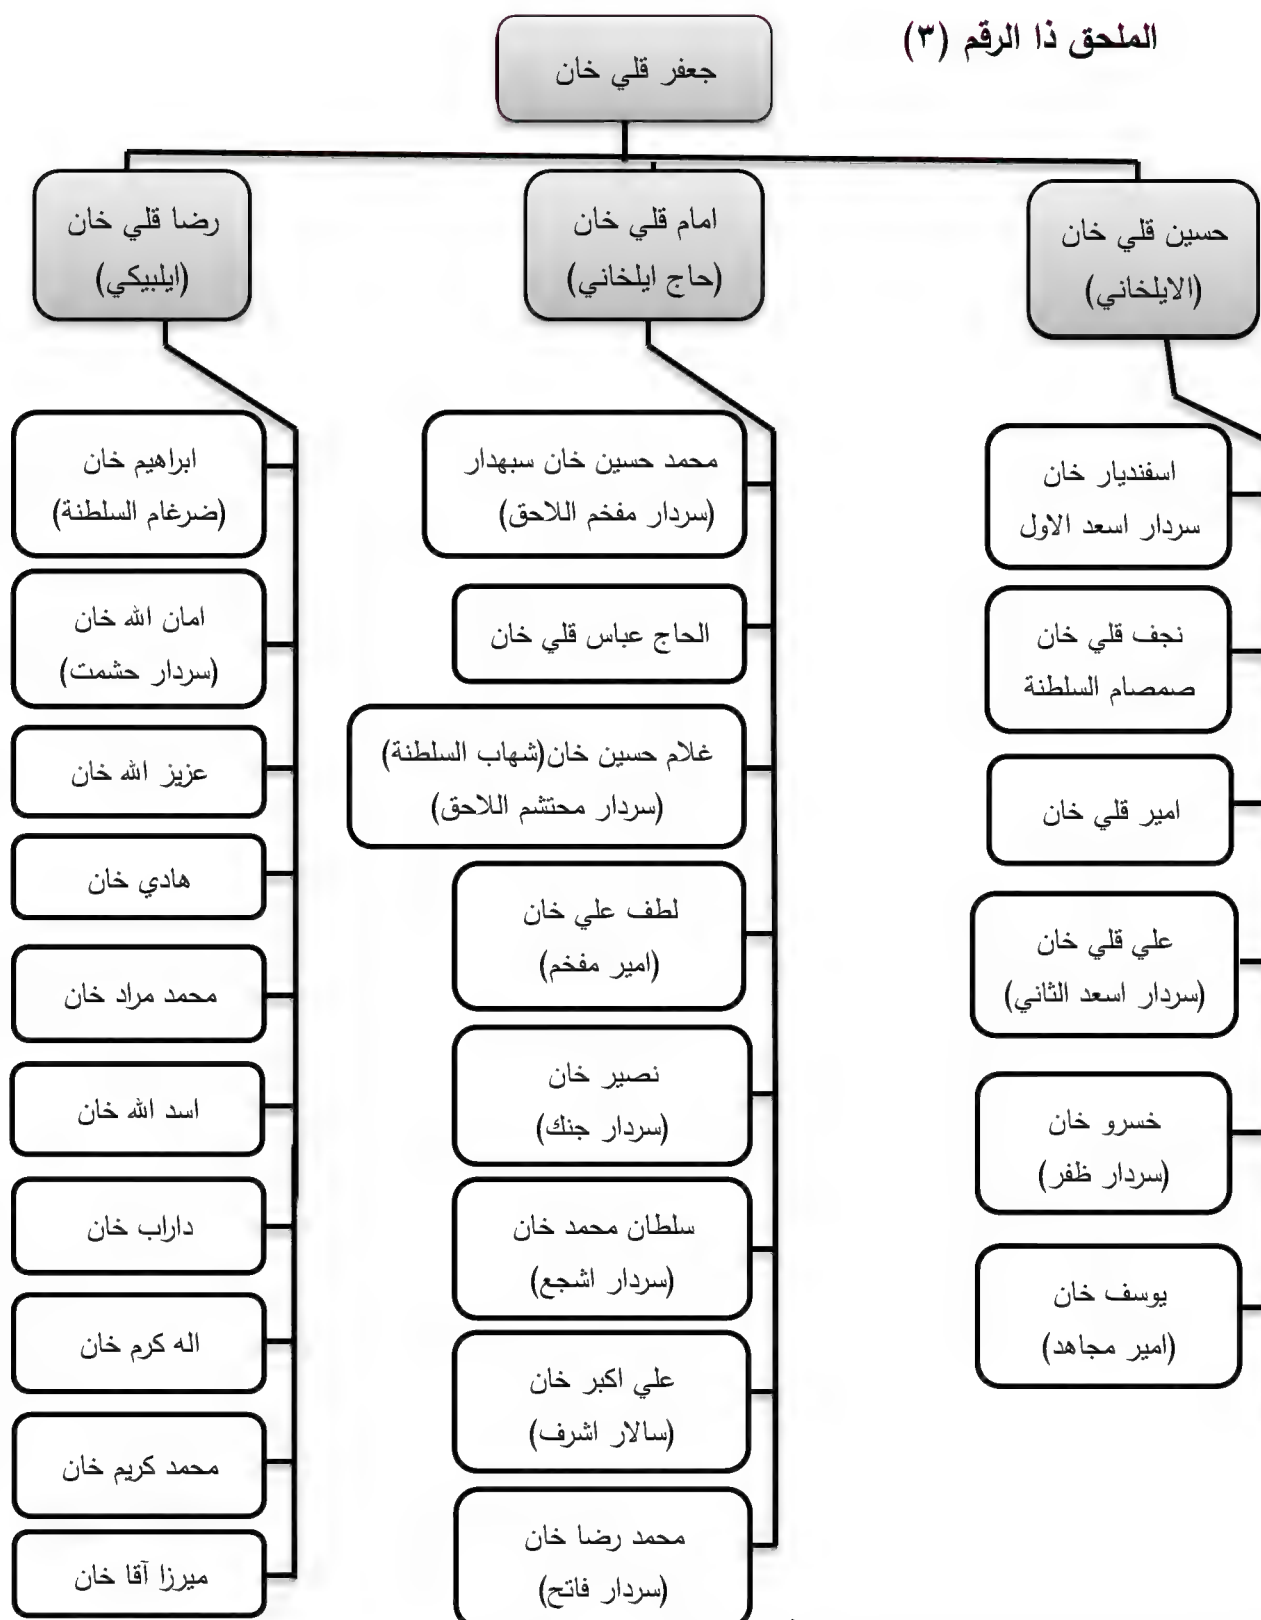 الملحق ذا الرقم (٣)
جعفر قلي خان
حسين قلي خان
(الايلخاني)
امام قلي خان
(حاج ايلخاني)
رضا قلي خان
(ايلبيكي)
اسفنديار خان
سردار اسعد الاول
نجف قلي خان
صمصام السلطنة
امير قلي خان
علي قلي خان
(سردار اسعد الثاني)
خسرو خان
(سردار ظفر)
يوسف خان
(امير مجاهد)
محمد حسين خان سبهدار
(سردار مفخم اللاحق)
الحاج عباس قلي خان
غلام حسين خان(شهاب السلطنة)
(سردار محتشم اللاحق)
لطف علي خان
(امير مفخم)
نصير خان
(سردار جنك)
سلطان محمد خان
(سردار اشجع)
علي اكبر خان
(سالار اشرف)
محمد رضا خان
(سردار فاتح)
ابراهيم خان
(ضرغام السلطنة)
امان الله خان
(سردار حشمت)
عزيز الله خان
هادي خان
محمد مراد خان
اسد الله خان
داراب خان
اله كرم خان
محمد كريم خان
ميرزا آقا خان